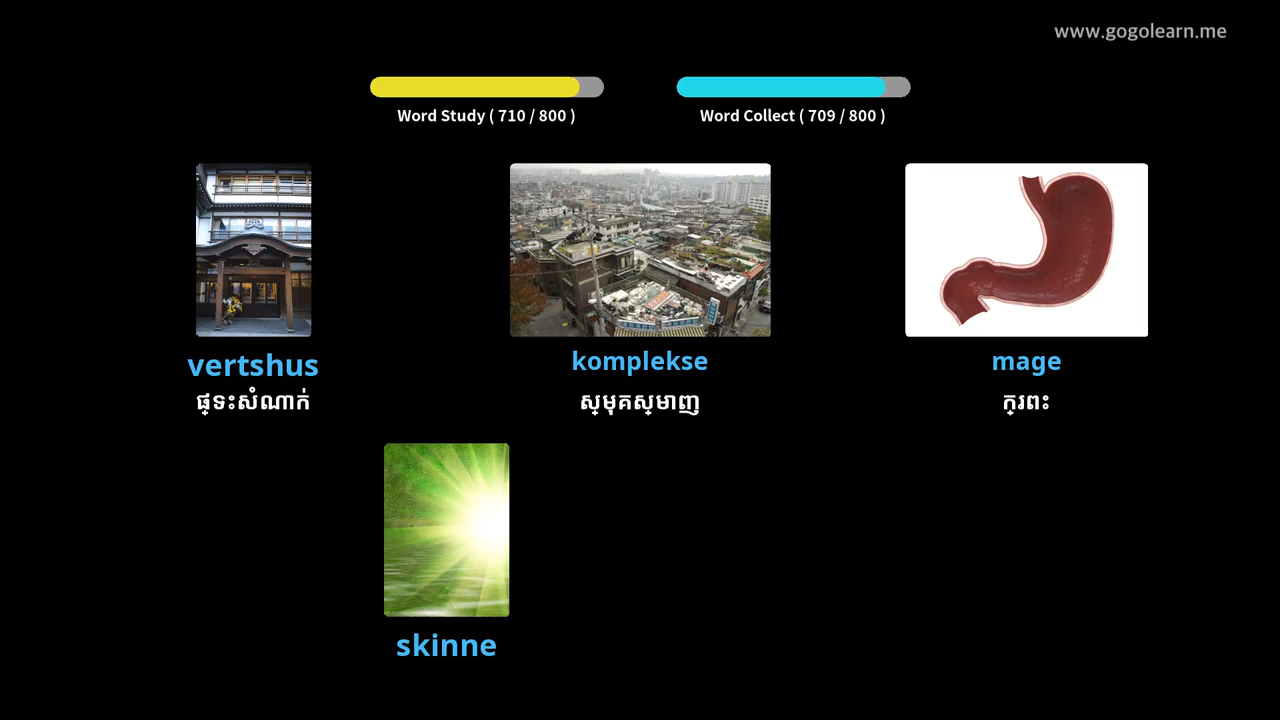 www.gogolearn.me
Word Study ( 710 / 800 )
Word Collect ( 709 / 800 )
vertshus
ផ្ទះសំណាក់
komplekse
ស្មុគស្មាញ
mage
ក្រពះ
skinne